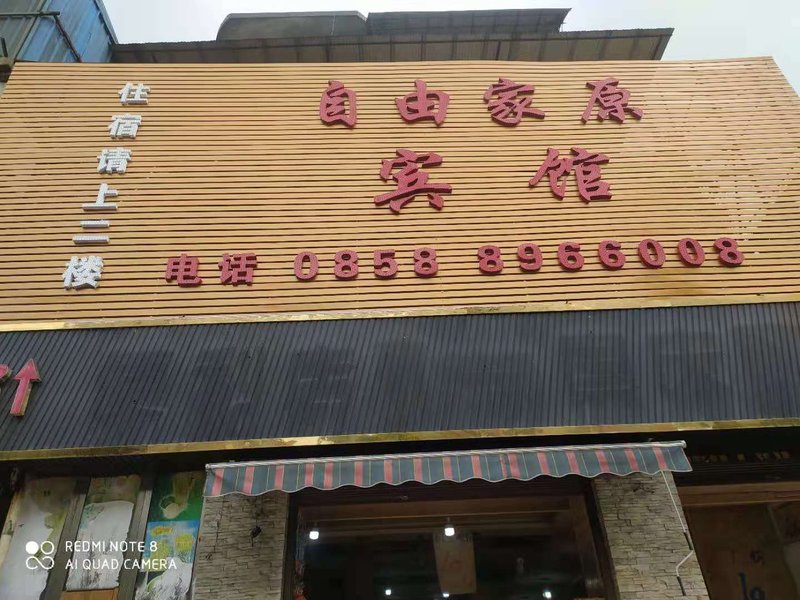 自由家原
宾馆
电话 0858 8966008
住宿请上二楼
REDMI NOTE 8
AI QUAD CAMERA